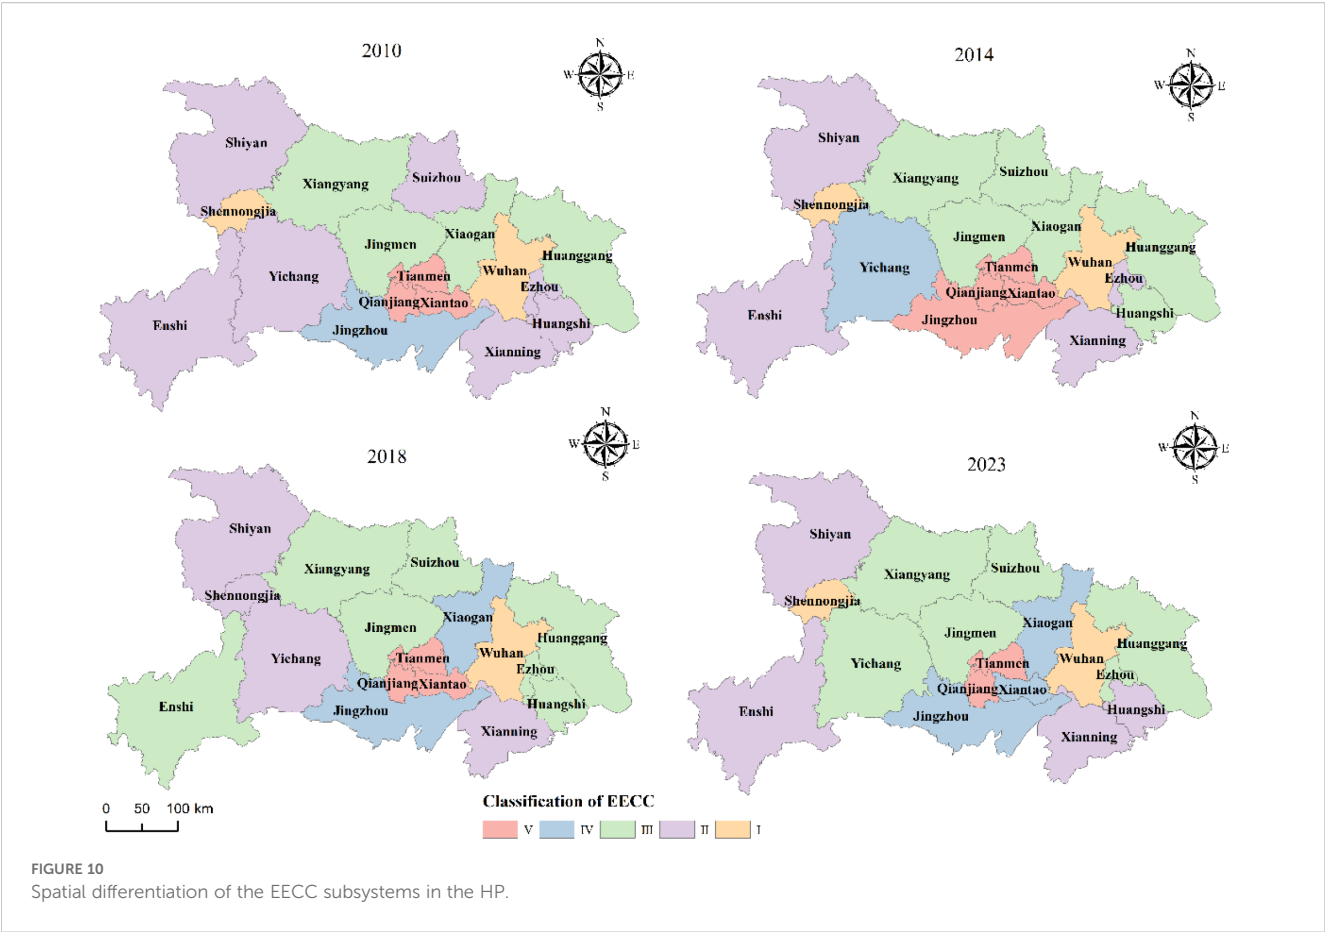 2010
N
W E
S
Shiyan
Suizhou
Xiangyang
Shennongjia
Xiaogan
Jingmen
Huanggang
Wuhan
Yichang
Tianmen
Ezhou
Qianjiang Xiantao
Enshi
Huangshi
Jingzhou
Xianning
2014
N
W E
S
Shiyan
Suizhou
Xiangyang
Shennongjia
Xiaogan
Jingmen
Huanggang
Wuhan
Yichang
Tianmen
Ezhou
Qianjiang Xiantao
Enshi
Huangshi
Jingzhou
Xianning
2018
N
W E
S
Shiyan
Suizhou
Xiangyang
Shennongjia
Xiaogan
Jingmen
Huanggang
Wuhan
Yichang
Tianmen
Ezhou
Qianjiang Xiantao
Enshi
Huangshi
Jingzhou
Xianning
2023
N
W E
S
Shiyan
Suizhou
Xiangyang
Shennongjia
Xiaogan
Jingmen
Huanggang
Wuhan
Yichang
Tianmen
Ezhou
Qianjiang Xiantao
Enshi
Huangshi
Jingzhou
Xianning
0 50 100 km
Classification of EECC
V IV III II I
FIGURE 10
Spatial differentiation of the EECC subsystems in the HP.